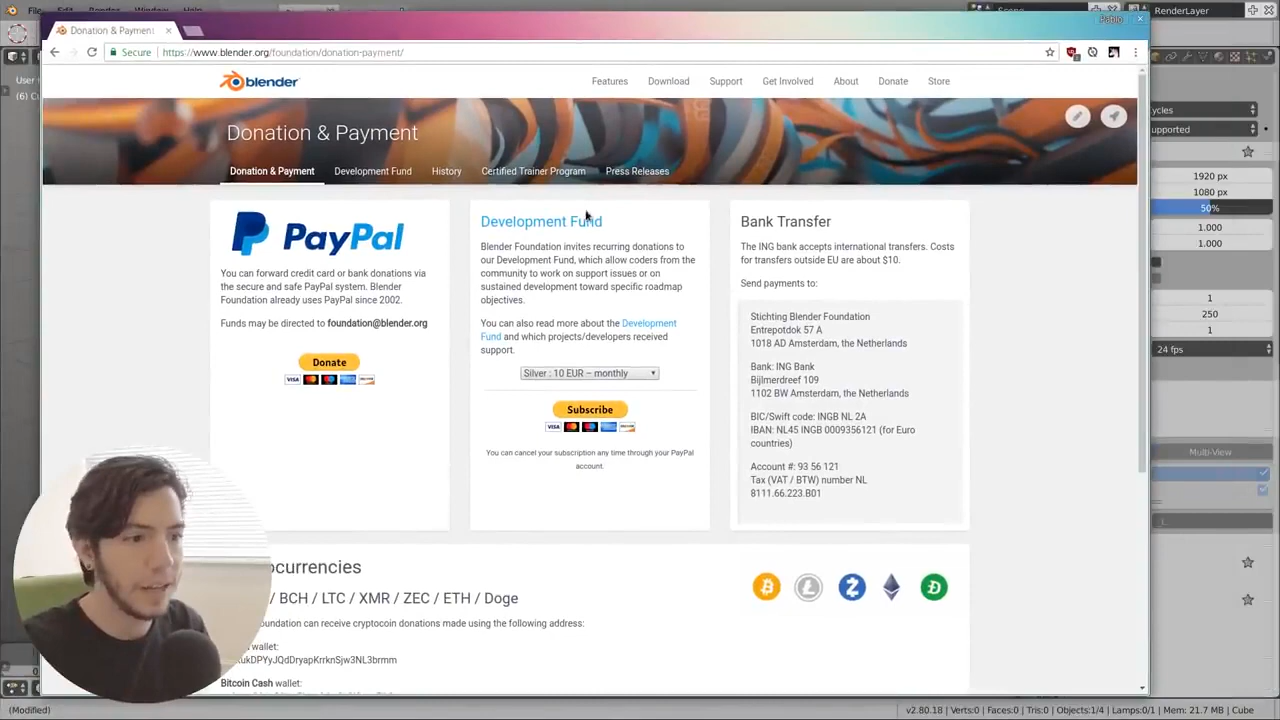 RenderLayer
Pablo
Donation & Payment
Secure
https://www.blender.org/foundation/donation-payment/
blender
Features
Download
Support
Get Involved
About
Donate
Store
Donation & Payment
Donation & Payment
Development Fund
History
Certified Trainer Program
Press Releases
PayPal
You can forward credit card or bank donations via
the secure and safe PayPal system. Blender
Foundation already uses PayPal since 2002.
Funds may be directed to foundation@blender.org
Donate
VISA
Development Fund
Blender Foundation invites recurring donations to
our Development Fund, which allow coders from the
community to work on support issues or on
sustained development toward specific roadmap
objectives.
You can also read more about the Development
Fund and which projects/developers received
support.
Silver : 10 EUR – monthly
Subscribe
VISA
You can cancel your subscription any time through your PayPal
account.
Bank Transfer
The ING bank accepts international transfers. Costs
for transfers outside EU are about $10.
Send payments to:
Stichting Blender Foundation
Entrepotdok 57 A
1018 AD Amsterdam, the Netherlands
Bank: ING Bank
Bijlmerdreef 109
1102 BW Amsterdam, the Netherlands
BIC/Swift code: INGB NL 2A
IBAN: NL45 INGB 0009356121 (for Euro
countries)
Account #: 93 56 121
Tax (VAT / BTW) number NL
8111.66.223.B01
ocurrencies
/ BCH / LTC / XMR / ZEC / ETH / Doge
oundation can receive cryptocoin donations made using the following address:
wallet:
Bitcoin Cash wallet:
ycles
upported
1920 px
1080 px
50%
1.000
1.000
1
250
1
24 fps
Multi-View
(Modified)
v2.80.18 | Verts:0 | Faces:0 | Tris:0 | Objects:1/4 | Lamps:0/1 | Mem: 21.7 MB | Cube